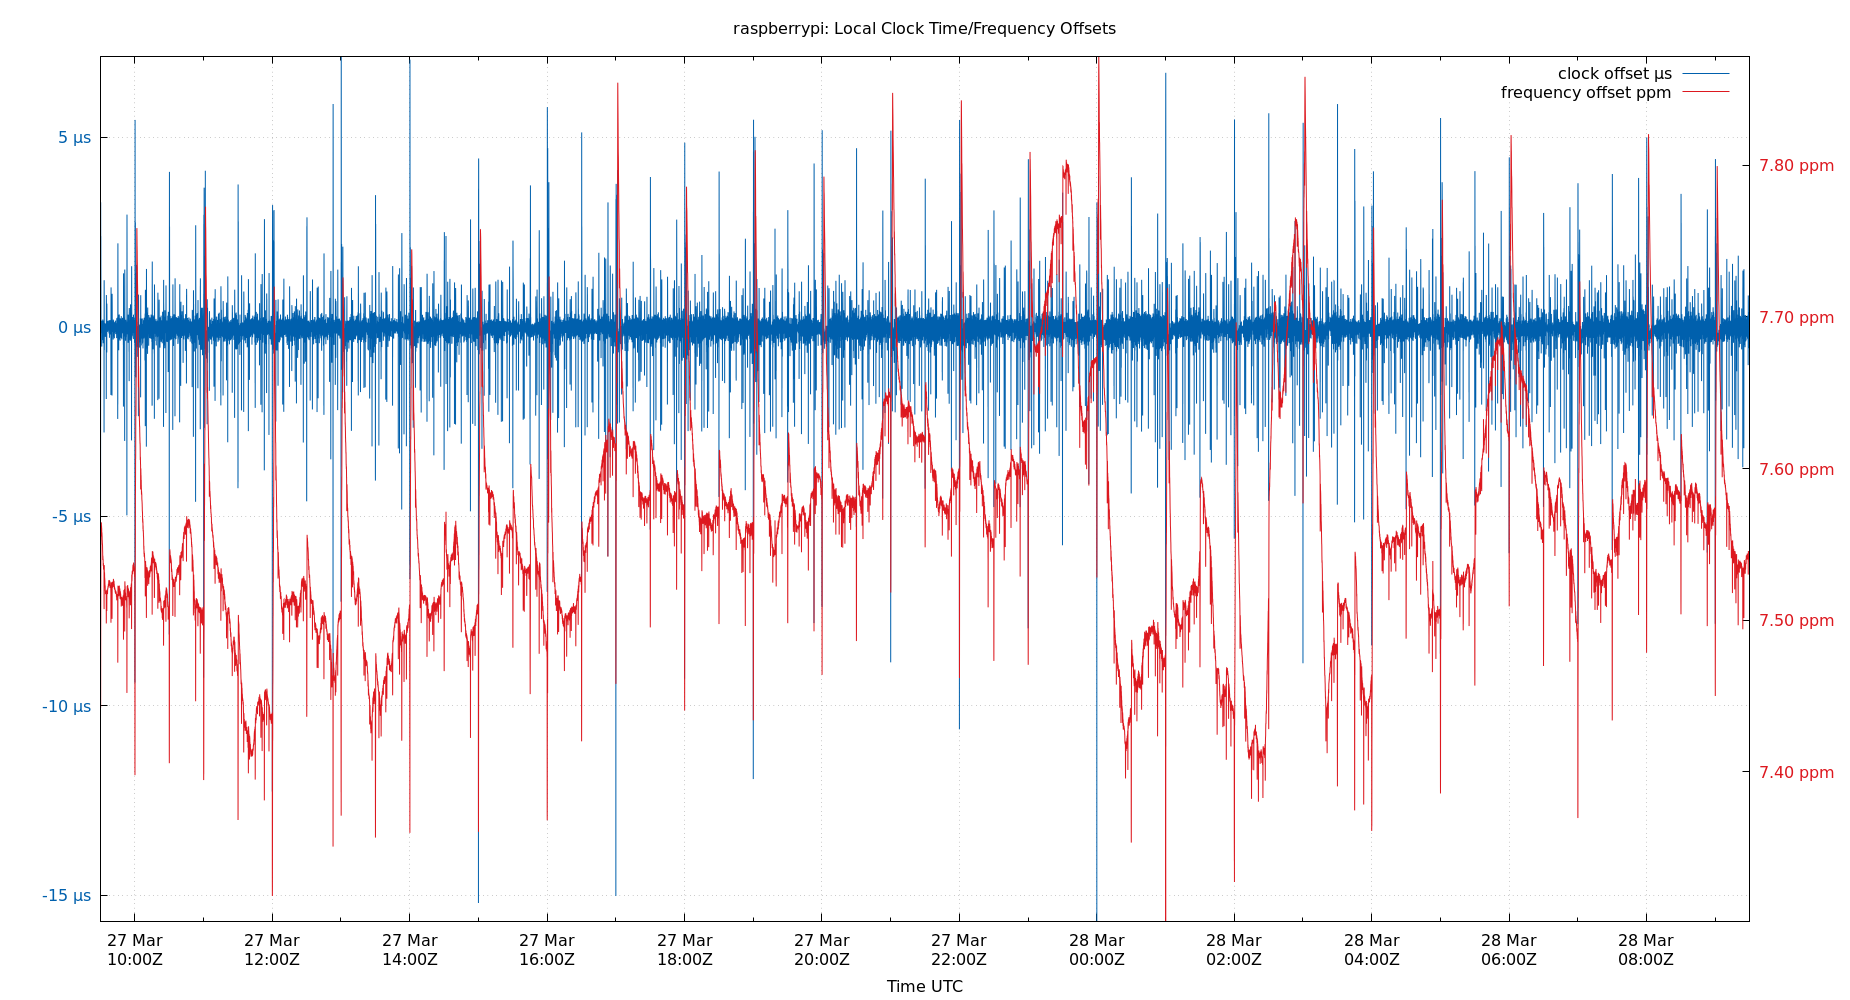 raspberrypi: Local Clock Time/Frequency Offsets
clock offset µs
frequency offset ppm
5 µs
0 µs
-5 µs
-10 µs
-15 µs
7.80 ppm
7.70 ppm
7.60 ppm
7.50 ppm
7.40 ppm
27 Mar
10:00Z
27 Mar
12:00Z
27 Mar
14:00Z
27 Mar
16:00Z
27 Mar
18:00Z
27 Mar
20:00Z
27 Mar
22:00Z
28 Mar
00:00Z
28 Mar
02:00Z
28 Mar
04:00Z
28 Mar
06:00Z
28 Mar
08:00Z
Time UTC